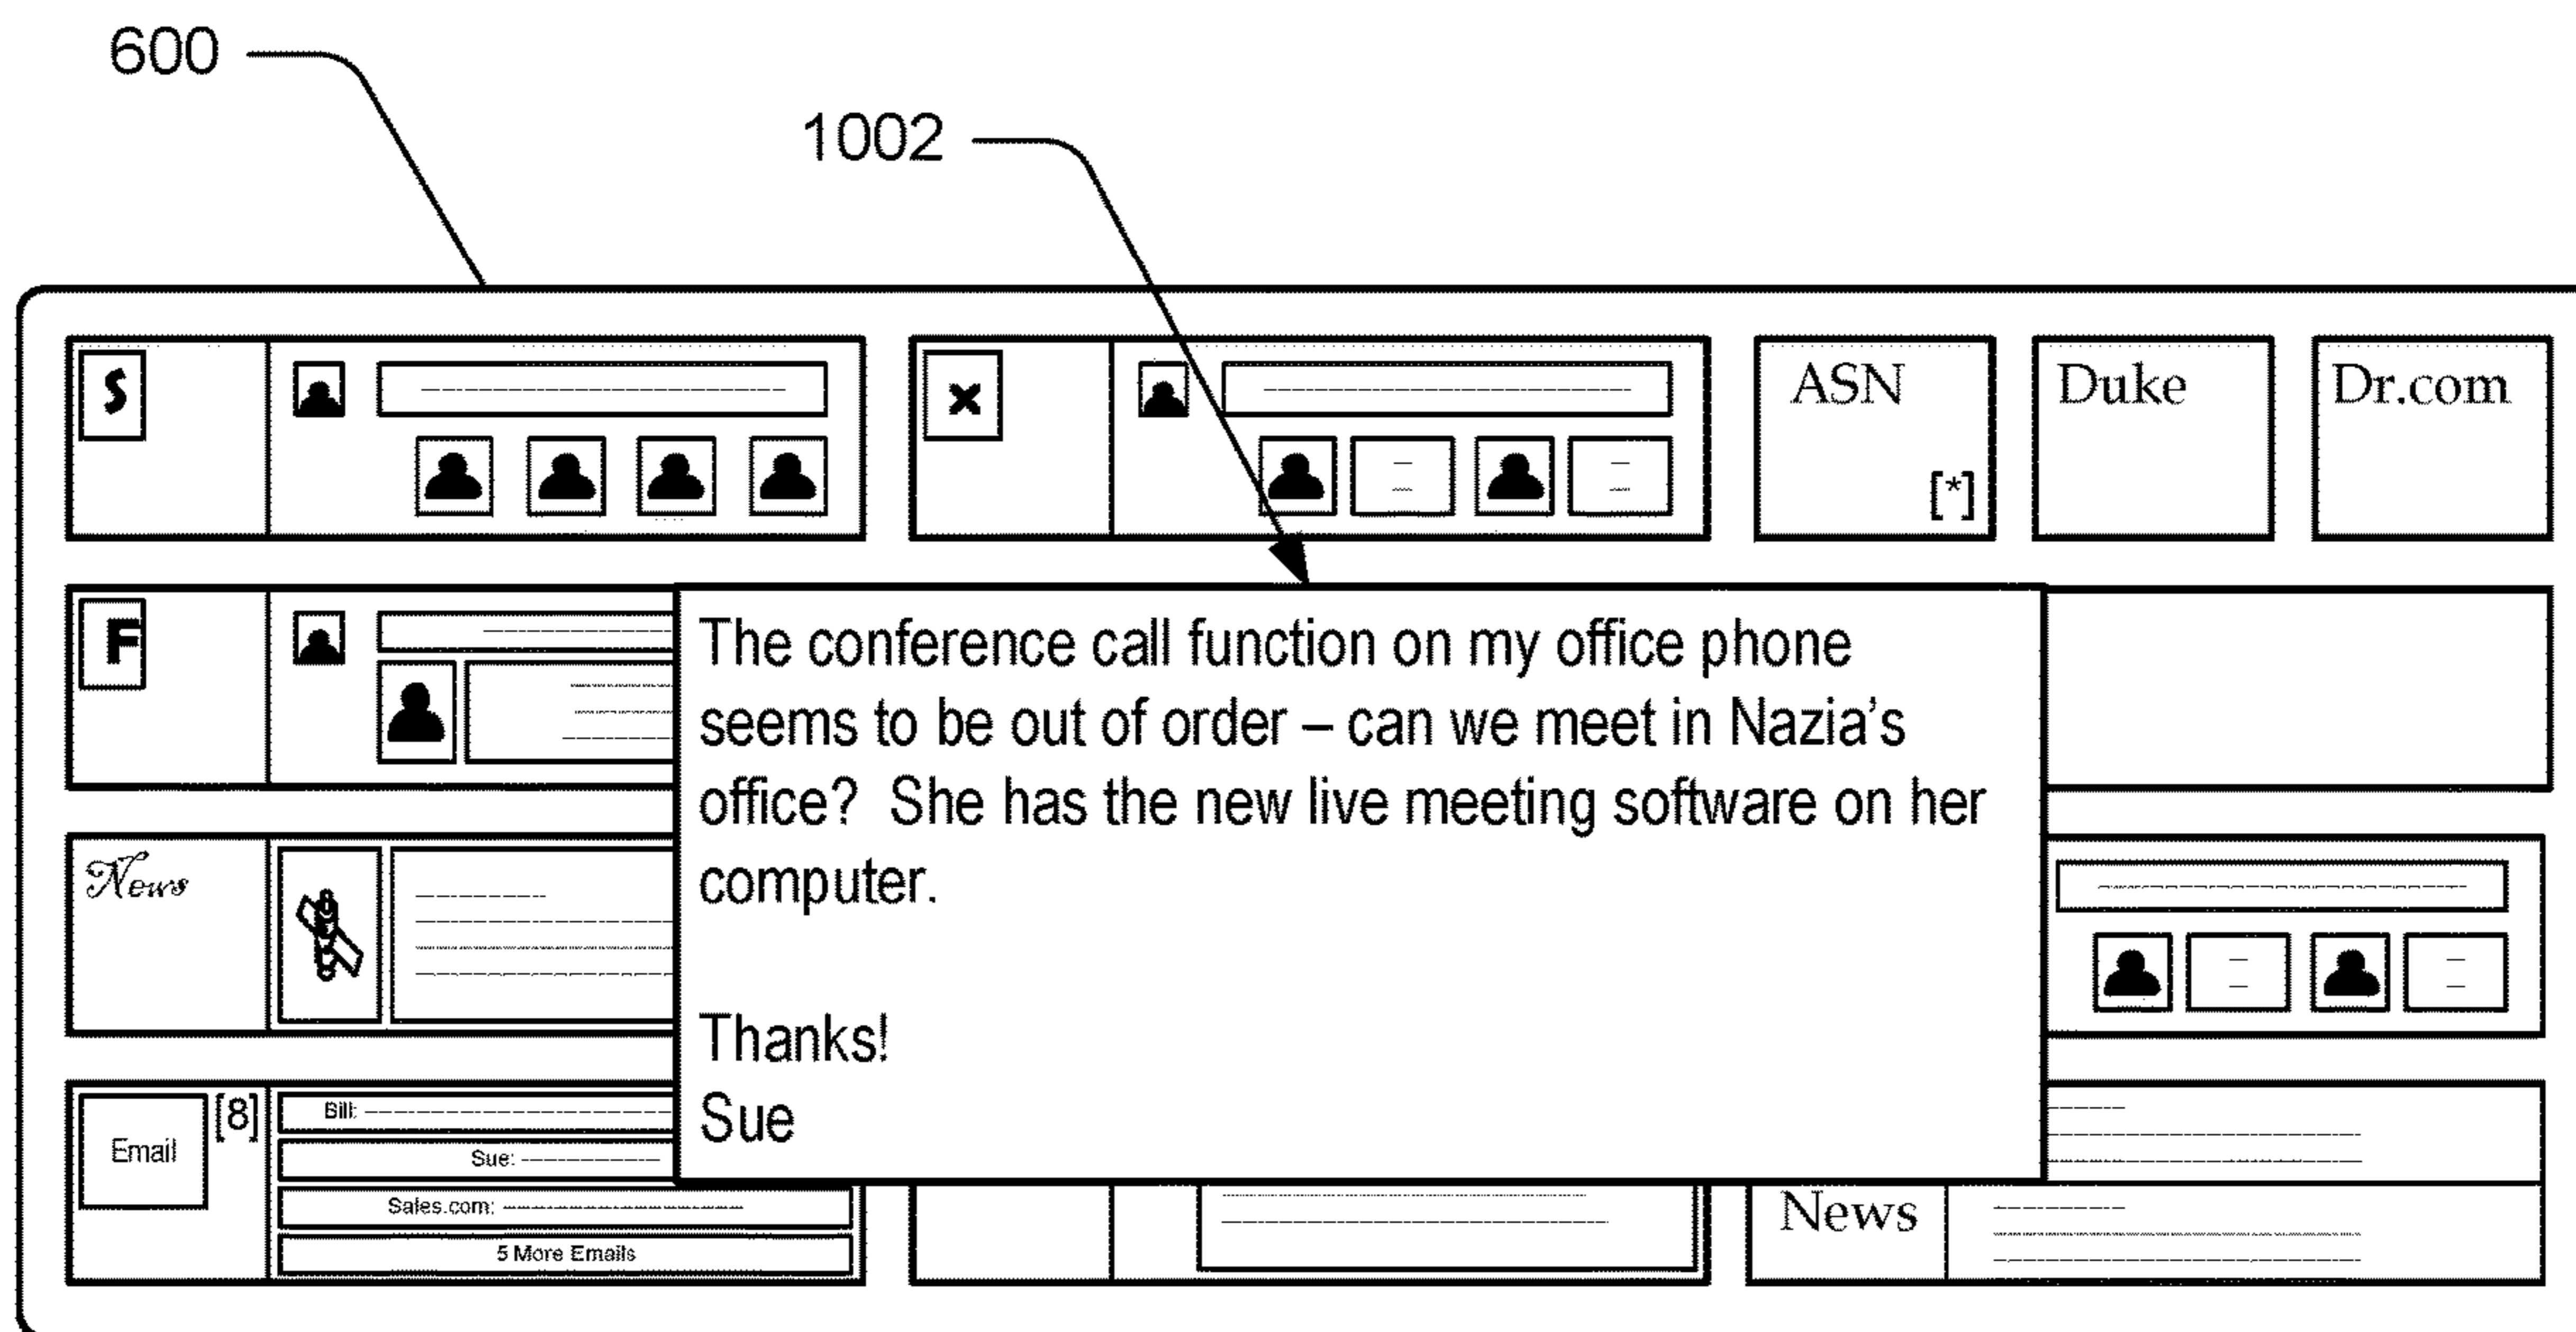 600
1002
S
x
ASN
[*]
Duke
Dr.com
F
The conference call function on my office phone
seems to be out of order – can we meet in Nazia's
office?  She has the new live meeting software on her
computer.
Thanks!
Sue
News
Email
[8]
Bill:
Sue:
Sales.com:
5 More Emails
News